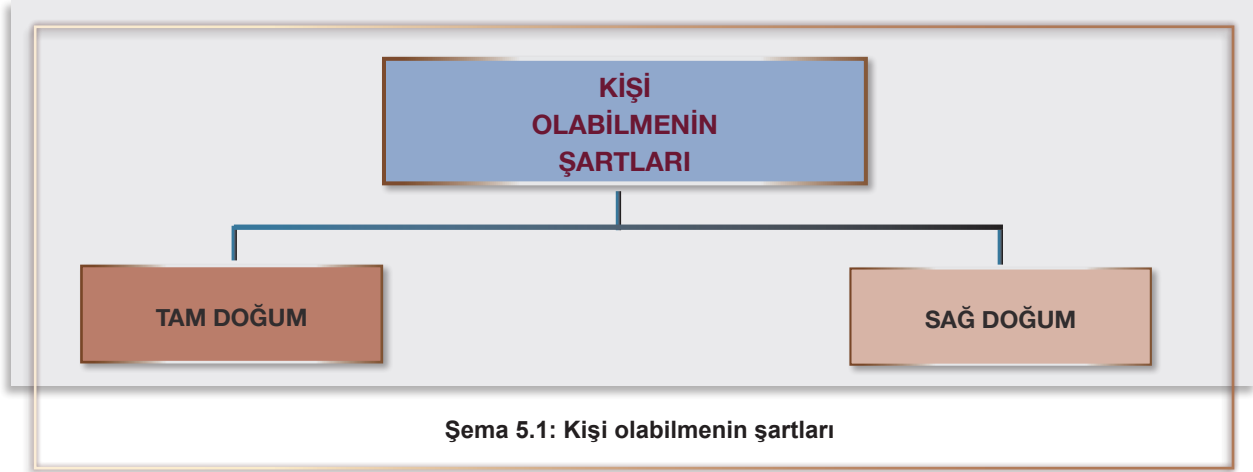 KİŞİ
OLABİLMENİN
ŞARTLARI
TAM DOĞUM
SAĞ DOĞUM
Şema 5.1: Kişi olabilmenin şartları